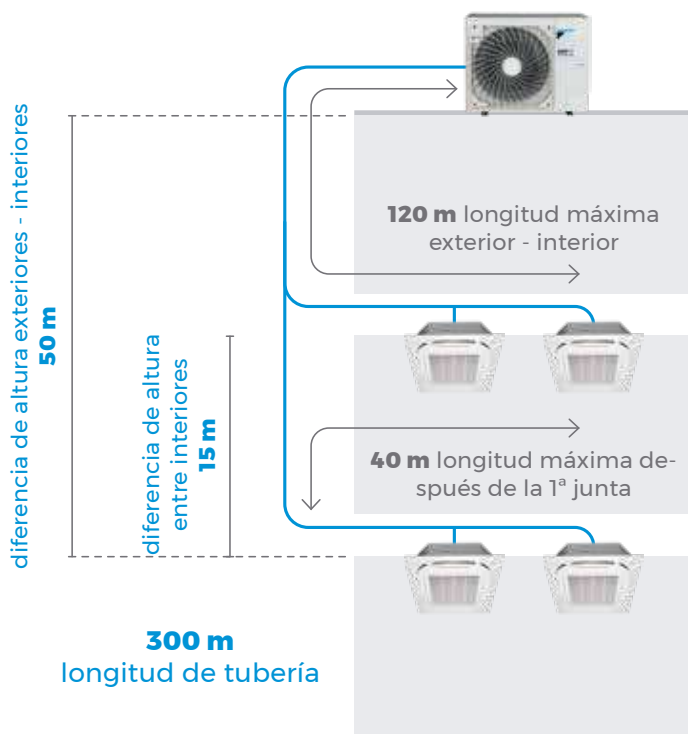 diferencia de altura exteriores - interiores
50 m
120 m longitud máxima
exterior - interior
diferencia de altura
entre interiores
15 m
40 m longitud máxima de-
spués de la 1ª junta
300 m
longitud de tubería